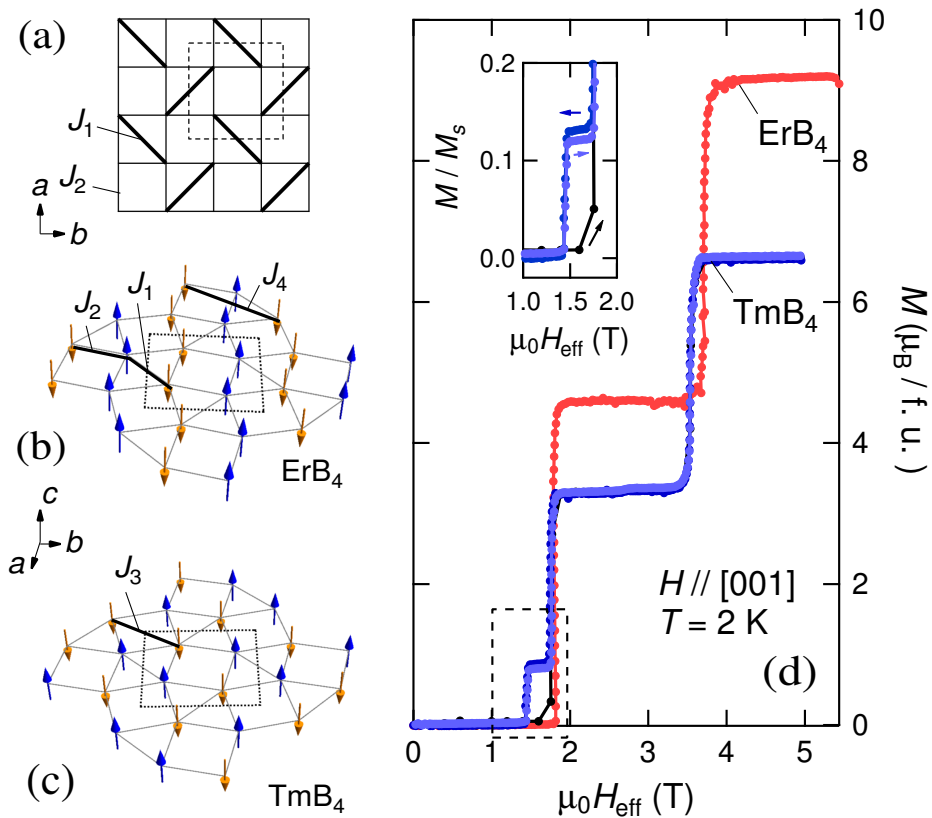 (a)
J1
J2
a
b
J2
J1
J4
(b)
ErB4
c
a
b
J3
(c)
TmB4
10
8
6
4
2
0
M (μB / f. u. )
ErB4
TmB4
H // [001]
T = 2 K
(d)
0
1
2
3
4
5
μ0Heff (T)
0.2
0.1
0.0
M / Ms
1.0
1.5
2.0
μ0Heff (T)